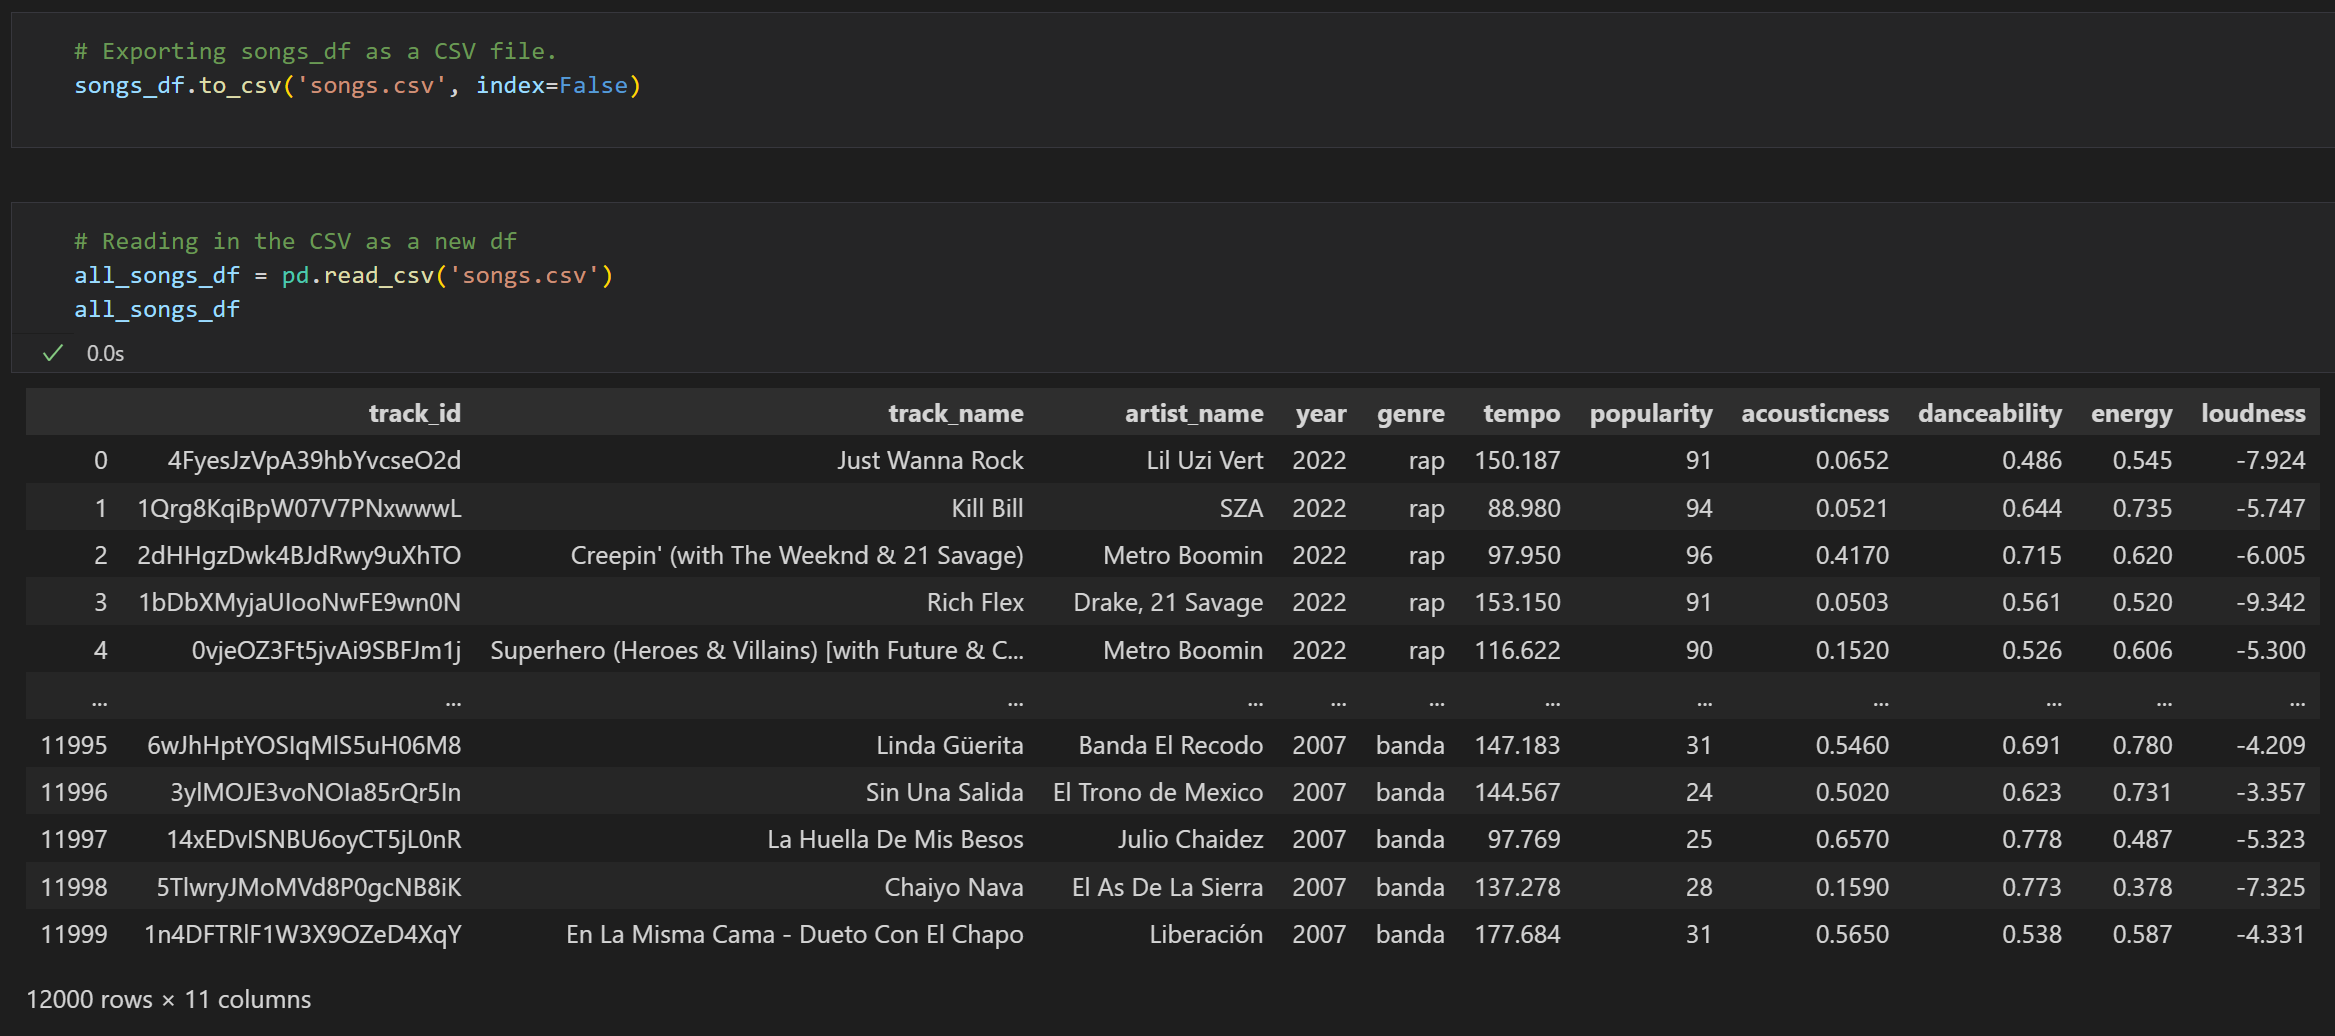 # Exporting songs_df as a CSV file.
songs_df.to_csv('songs.csv', index=False)
# Reading in the CSV as a new df
all_songs_df = pd.read_csv('songs.csv')
all_songs_df
✓ 0.0s
track_id track_name artist_name year genre tempo popularity acousticness danceability energy loudness
0 4FyesJzVpA39hbYvcseO2d Just Wanna Rock Lil Uzi Vert 2022 rap 150.187 91 0.0652 0.486 0.545 -7.924
1 1Qrg8KqiBpW07V7PNxwwwL Kill Bill SZA 2022 rap 88.980 94 0.0521 0.644 0.735 -5.747
2 2dHHgzDwk4BJdRwy9uXhTO Creepin' (with The Weeknd & 21 Savage) Metro Boomin 2022 rap 97.950 96 0.4170 0.715 0.620 -6.005
3 1bDbXMyjaUIooNwFE9wn0N Rich Flex Drake, 21 Savage 2022 rap 153.150 91 0.0503 0.561 0.520 -9.342
4 0vjeOZ3Ft5jvAi9SBFJm1j Superhero (Heroes & Villains) [with Future & C... Metro Boomin 2022 rap 116.622 90 0.1520 0.526 0.606 -5.300
... ... ... ... ... ... ... ... ... ... ... ...
11995 6wJhHptYOSIqMlS5uH06M8 Linda Güerita Banda El Recodo 2007 banda 147.183 31 0.5460 0.691 0.780 -4.209
11996 3ylMOJE3voNOIa85rQr5In Sin Una Salida El Trono de Mexico 2007 banda 144.567 24 0.5020 0.623 0.731 -3.357
11997 14xEDvISNBU6oyCT5jL0nR La Huella De Mis Besos Julio Chaidez 2007 banda 97.769 25 0.6570 0.778 0.487 -5.323
11998 5TlwryJMoMVd8P0gcNB8iK Chaiyo Nava El As De La Sierra 2007 banda 137.278 28 0.1590 0.773 0.378 -7.325
11999 1n4DFTRlF1W3X9OZeD4XqY En La Misma Cama - Dueto Con El Chapo Liberación 2007 banda 177.684 31 0.5650 0.538 0.587 -4.331
12000 rows × 11 columns